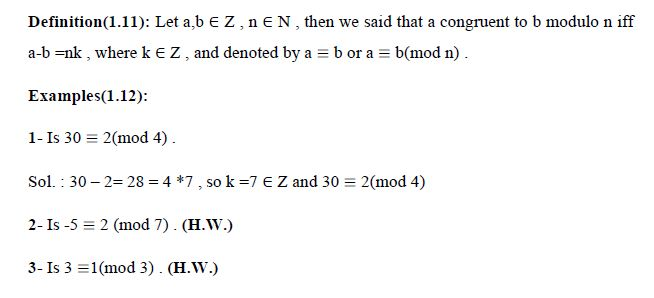 Definition(1.11): Let a,b ∈ Z , n ∈ N , then we said that a congruent to b modulo n iff
a-b =nk , where k ∈ Z , and denoted by a ≡ b or a ≡ b(mod n) .
Examples(1.12):
1- Is 30 ≡ 2(mod 4) .
Sol. : 30 – 2= 28 = 4 *7 , so k =7 ∈ Z and 30 ≡ 2(mod 4)
2- Is -5 ≡ 2 (mod 7) . (H.W.)
3- Is 3 ≡1(mod 3) . (H.W.)